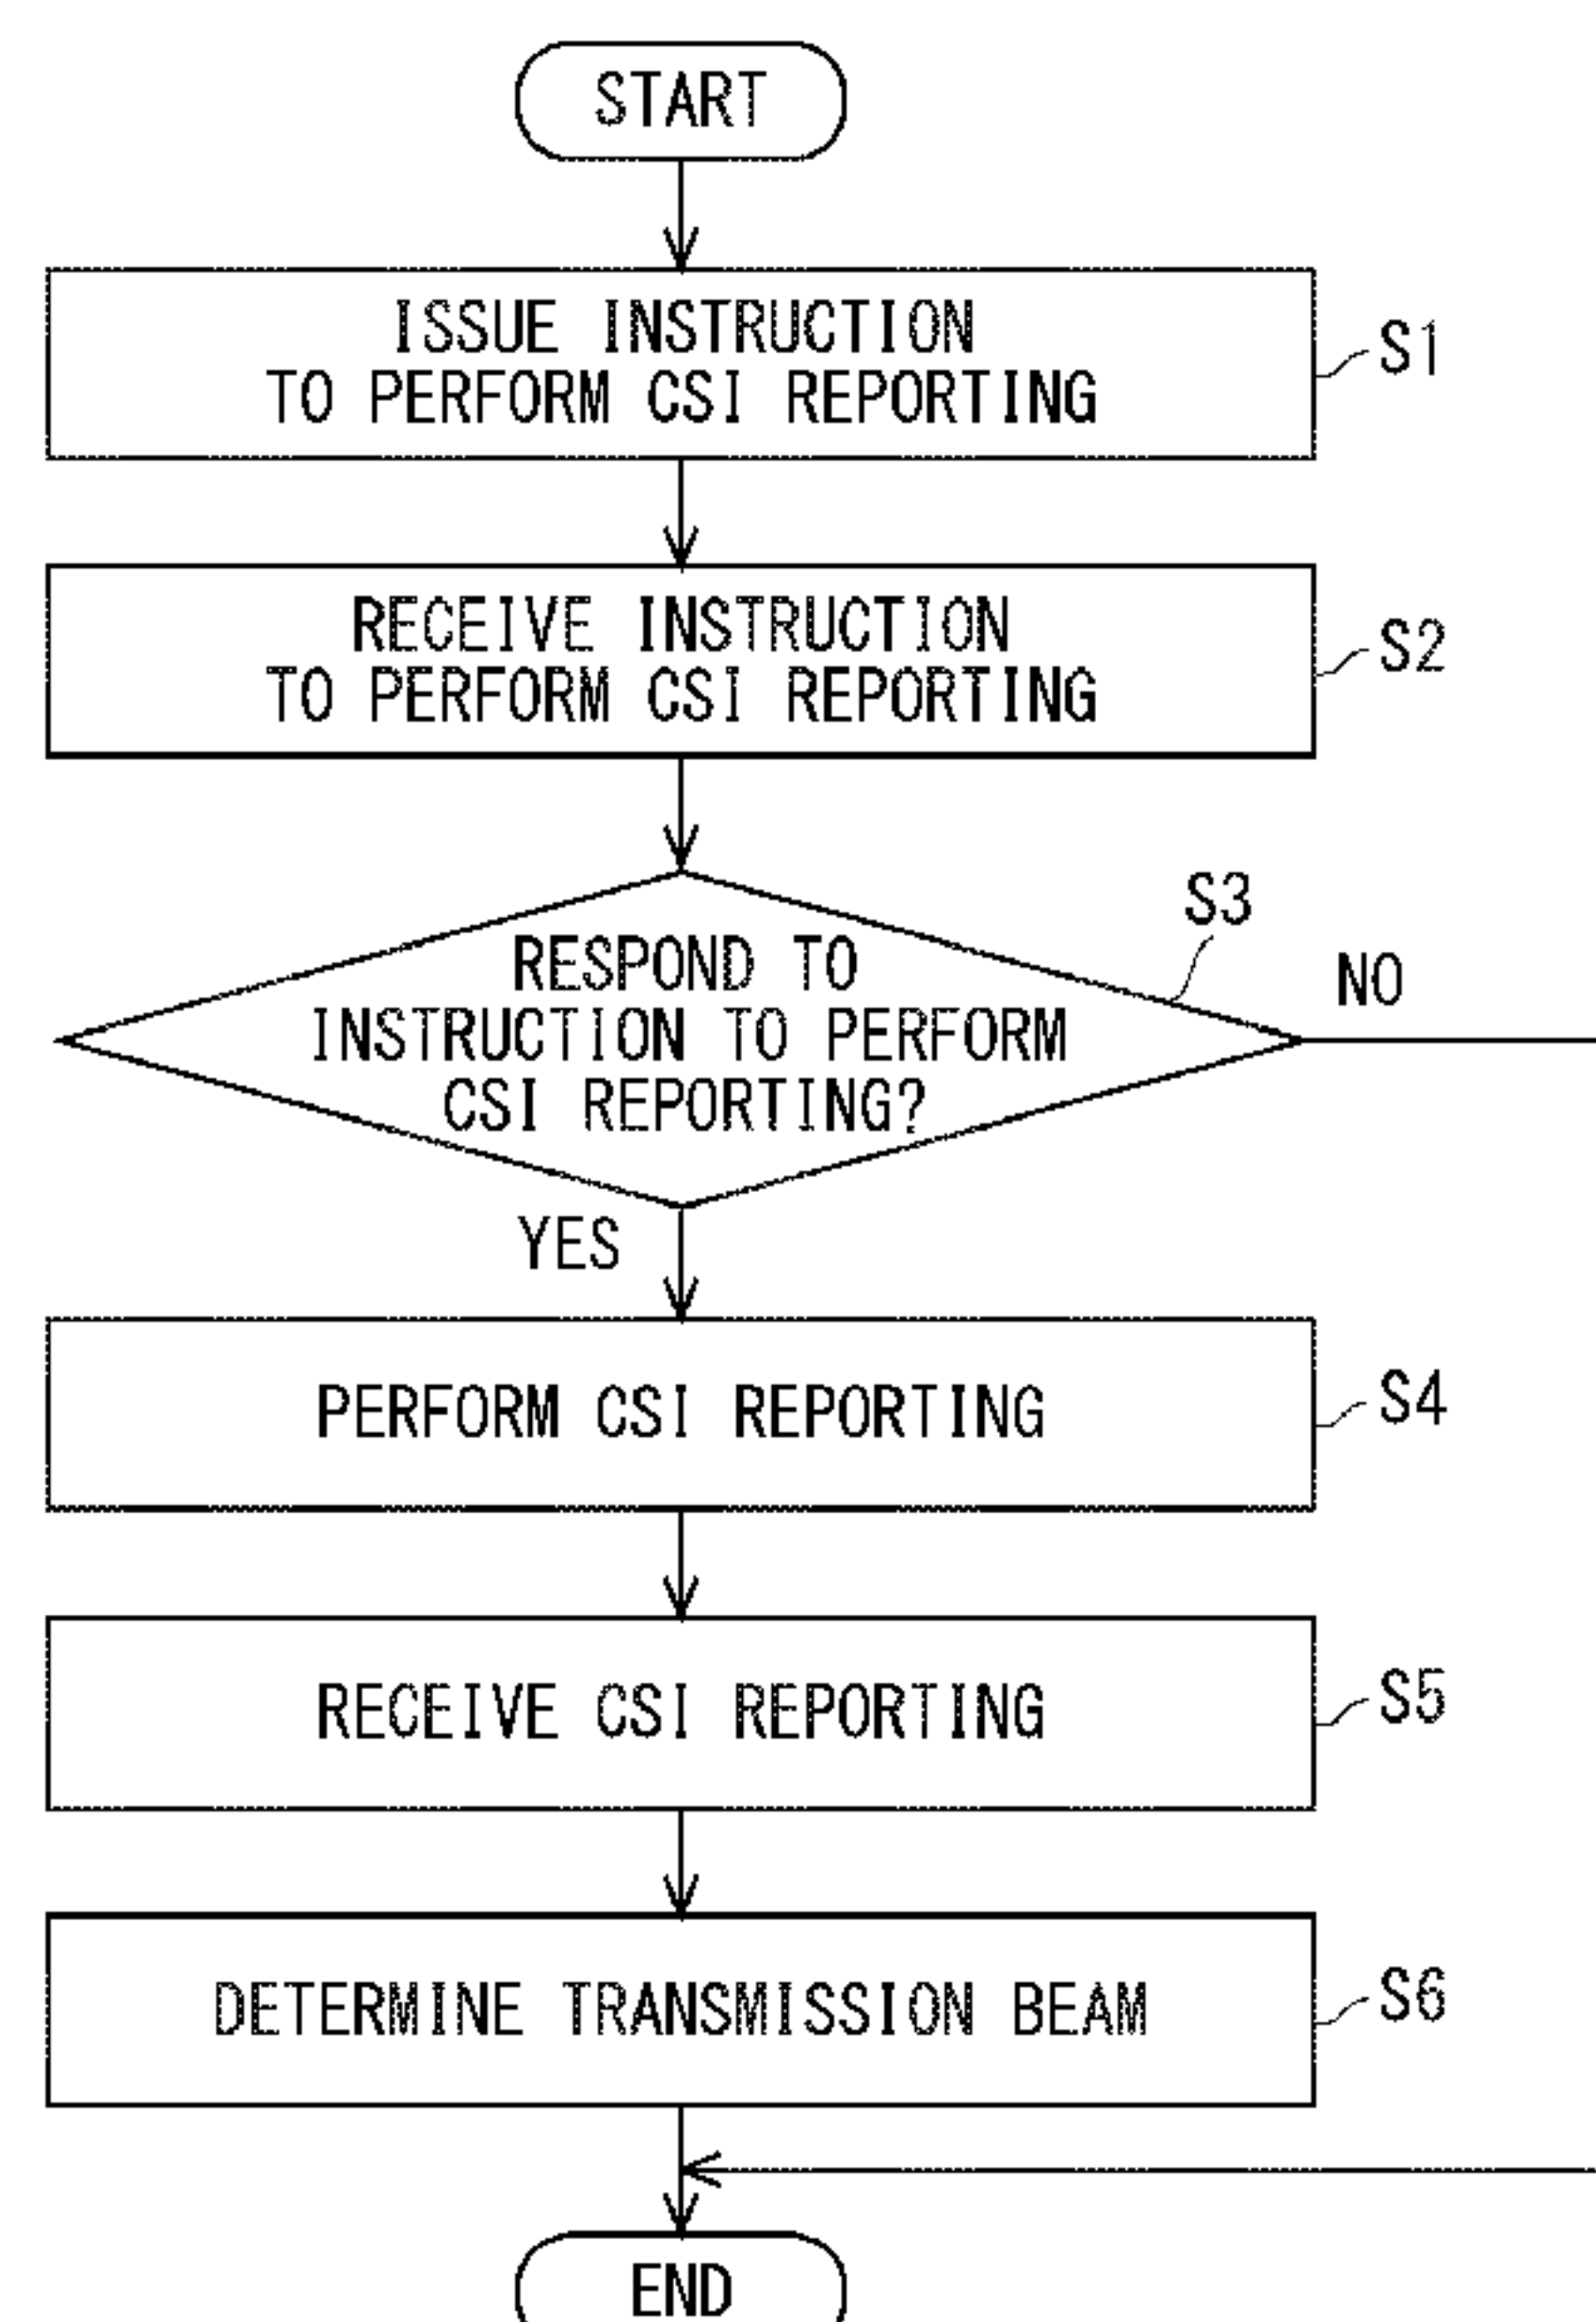 START
ISSUE INSTRUCTION
TO PERFORM CSI REPORTING
S1
RECEIVE INSTRUCTION
TO PERFORM CSI REPORTING
S2
S3
RESPOND TO
INSTRUCTION TO PERFORM
CSI REPORTING?
NO
YES
PERFORM CSI REPORTING
S4
RECEIVE CSI REPORTING
S5
DETERMINE TRANSMISSION BEAM
S6
END